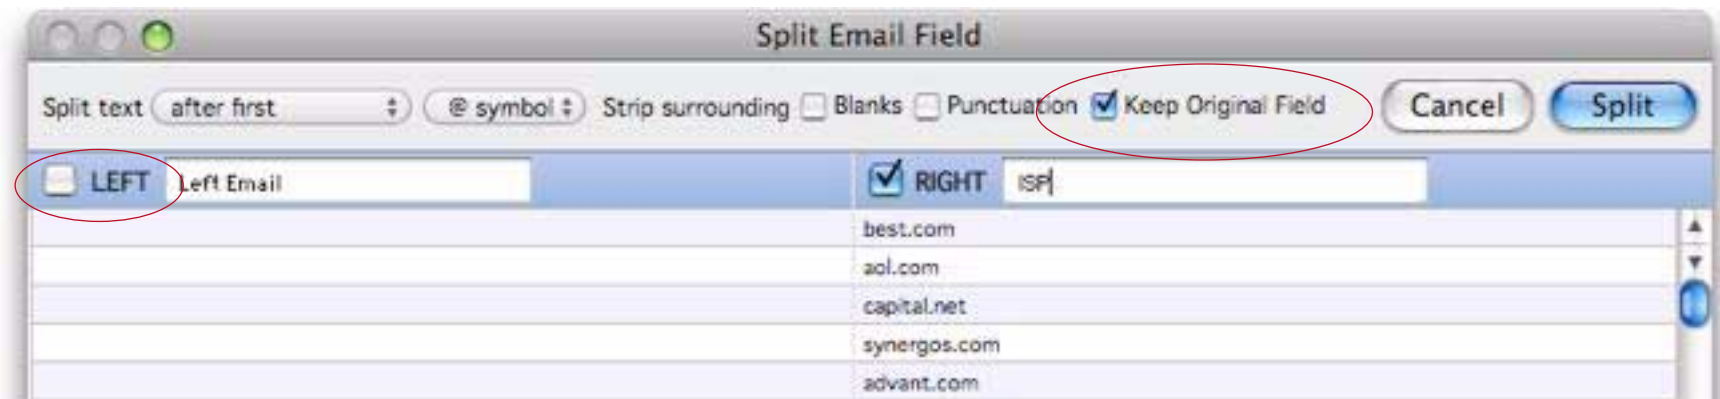 Split Email Field
Split text after first @ symbol Strip surrounding Blanks Punctuation Keep Original Field Cancel Split
LEFT Left Email RIGHT ISP
best.com
aol.com
capital.net
synergos.com
advant.com